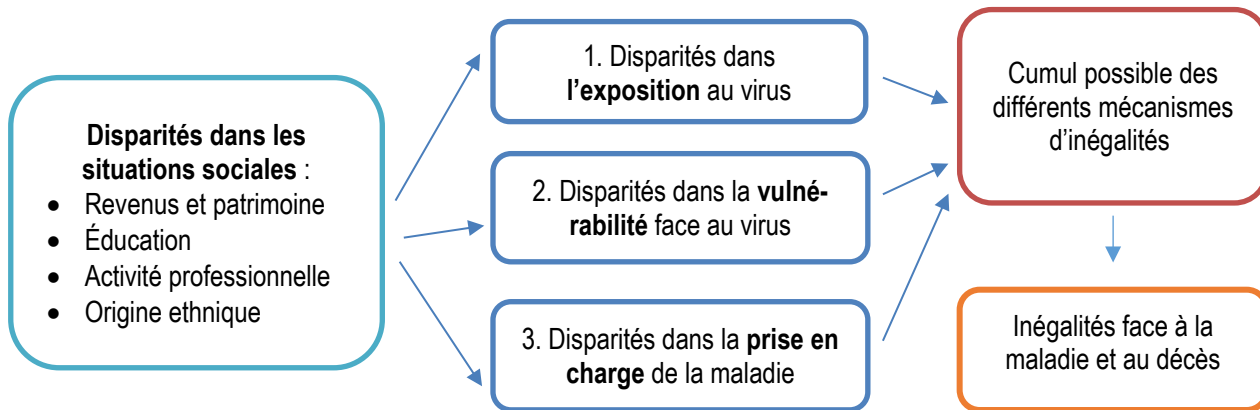 Disparités dans les
situations sociales :
• Revenus et patrimoine
• Éducation
• Activité professionnelle
• Origine ethnique
1. Disparités dans
l’exposition au virus
2. Disparités dans la vulné-
rabilité face au virus
3. Disparités dans la prise en
charge de la maladie
Cumul possible des
différents mécanismes
d’inégalités
Inégalités face à la
maladie et au décès